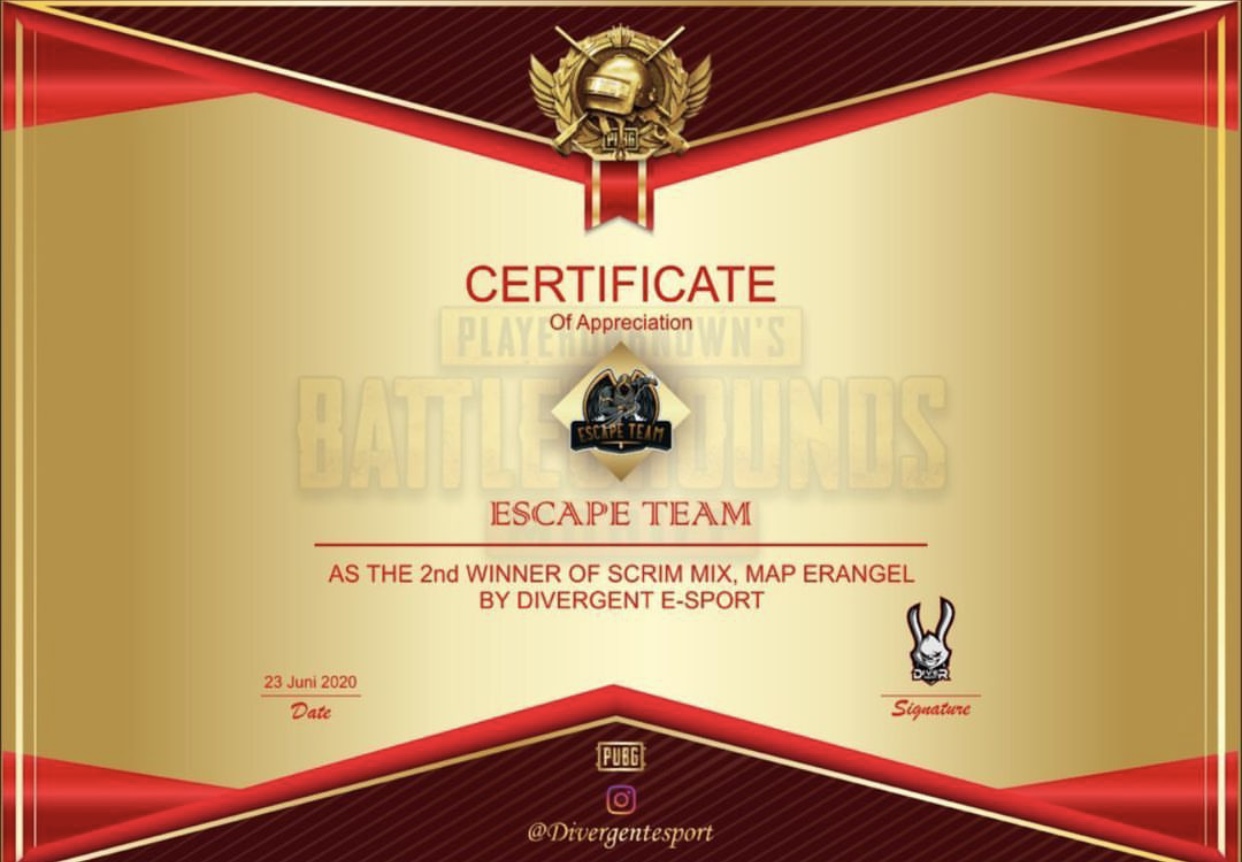 PUBG
CERTIFICATE
Of Appreciation
PLAYERUNKNOWN'S
BATTLEGROUNDS
ESCAPE TEAM
ESCAPE TEAM
AS THE 2nd WINNER OF SCRIM MIX, MAP ERANGEL
BY DIVERGENT E-SPORT
23 Juni 2020
Date
Signature
PUBG
@Divergentesport